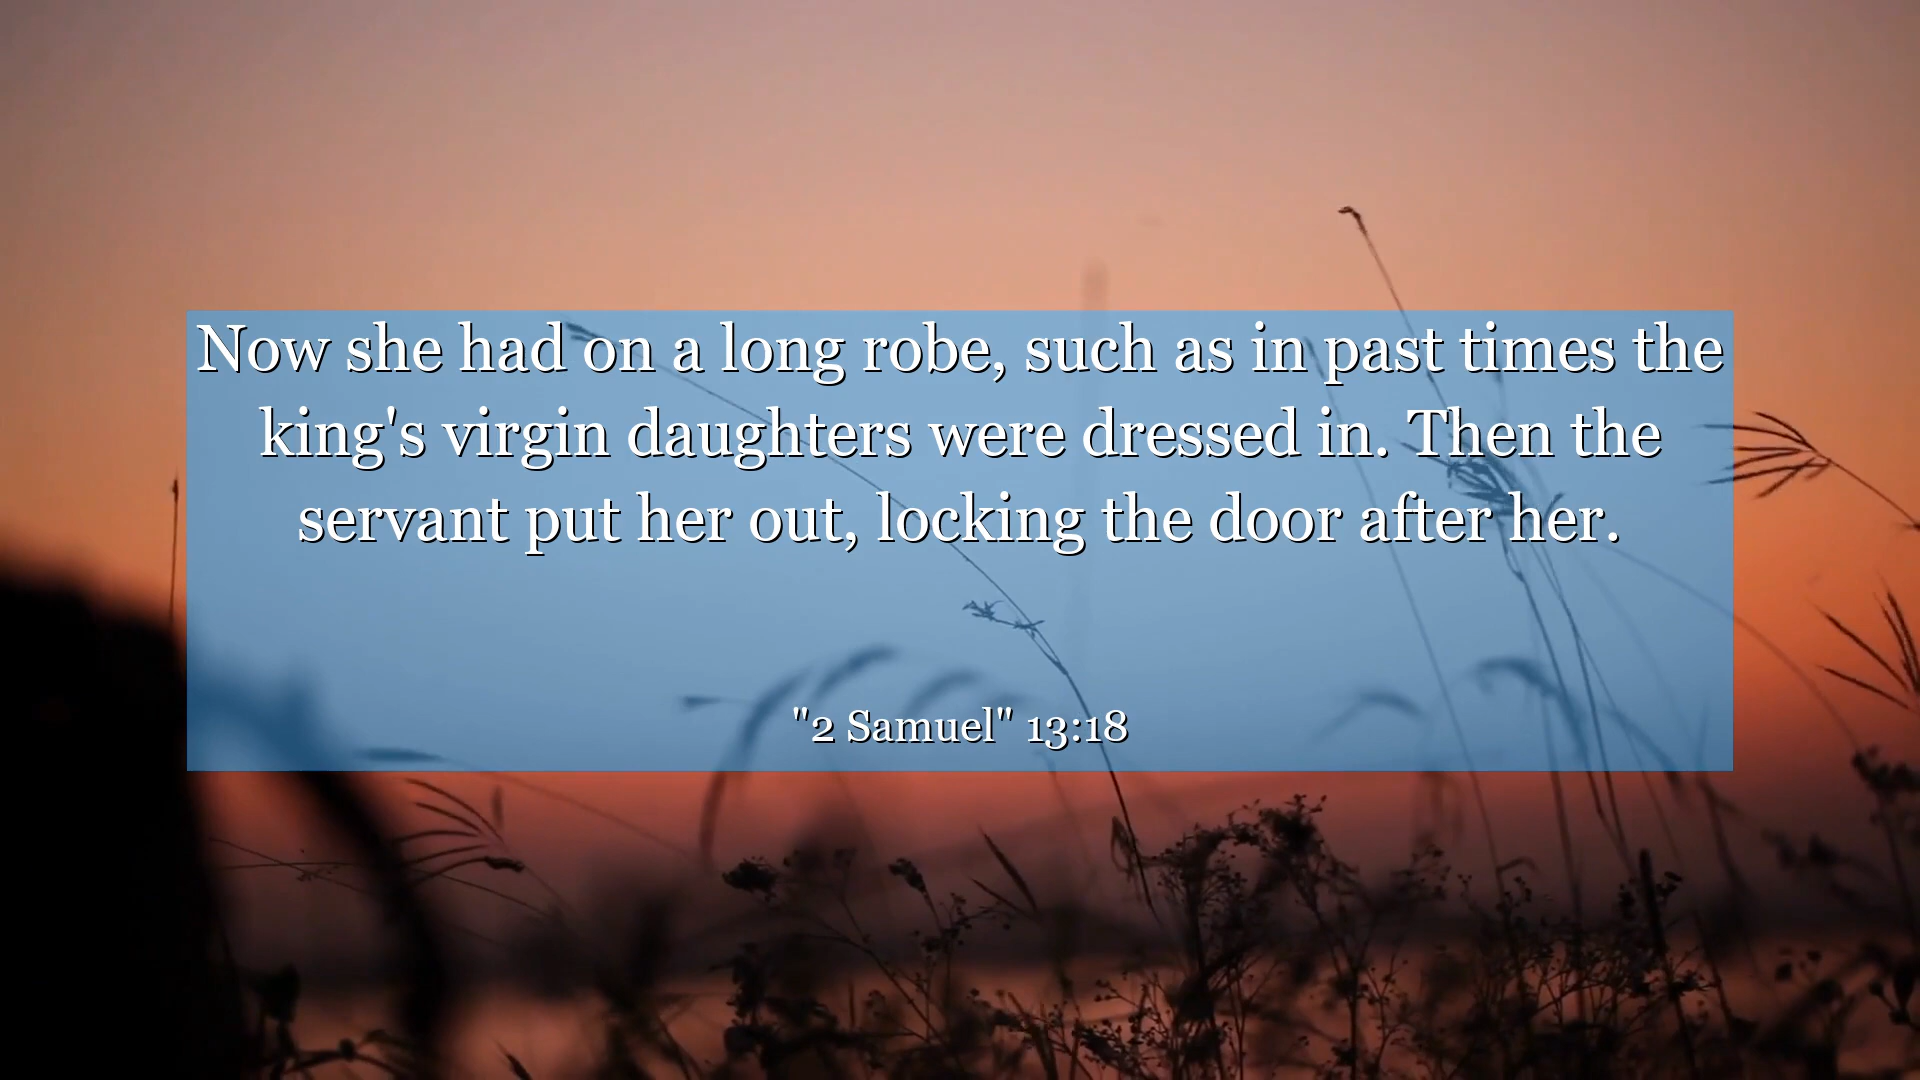 Now she had on a long robe, such as in past times the
king's virgin daughters were dressed in. Then the
servant put her out, locking the door after her.
"2 Samuel" 13:18